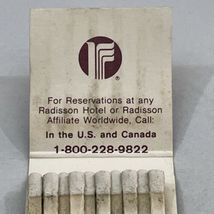 For Reservations at any
Radisson Hotel or Radisson
Affiliate Worldwide, Call:
In the U.S. and Canada
1-800-228-9822